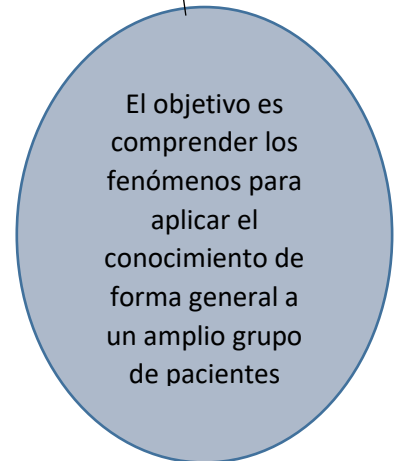 El objetivo es
comprender los
fenómenos para
aplicar el
conocimiento de
forma general a
un amplio grupo
de pacientes